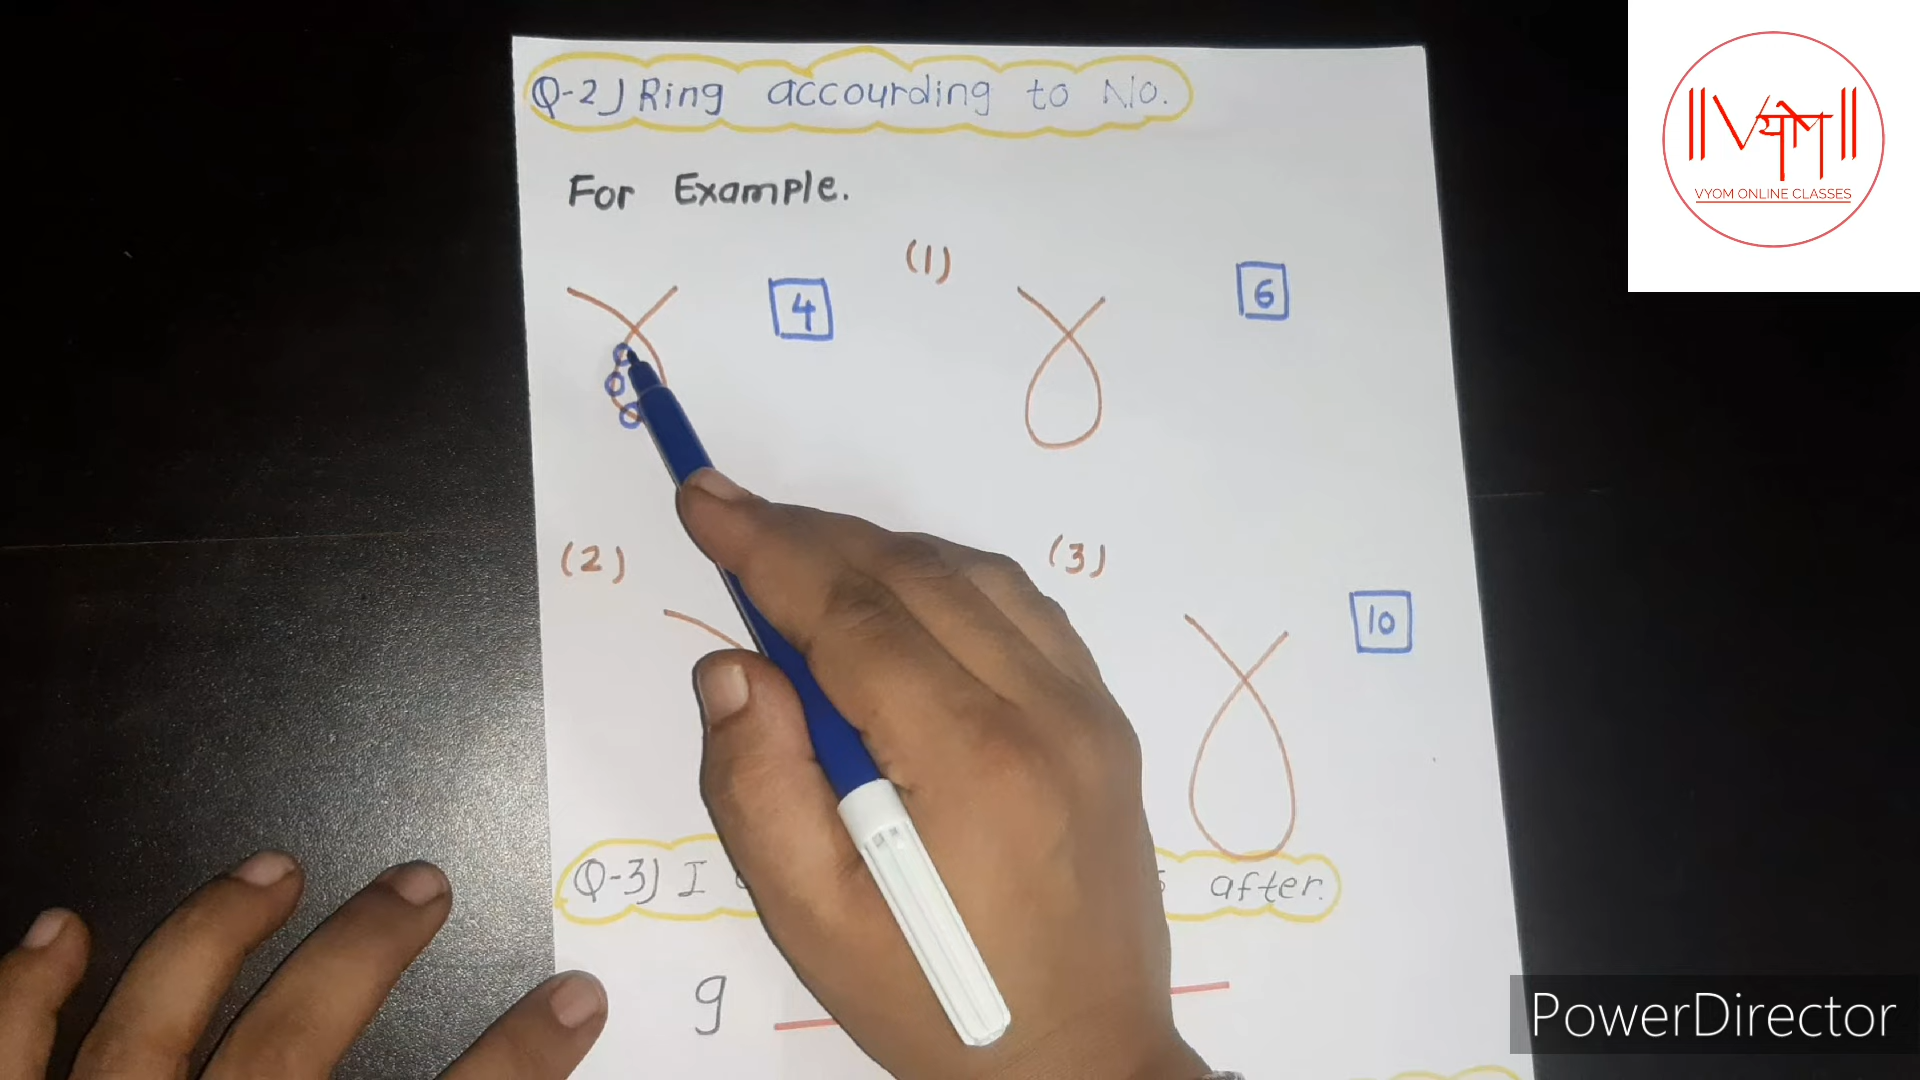 Q-2) Ring accourding to No.
For Example.
4
(1)
6
(2)
(3)
10
Q-3) I after.
g
||Vयोम||
VYOM ONLINE CLASSES
PowerDirector